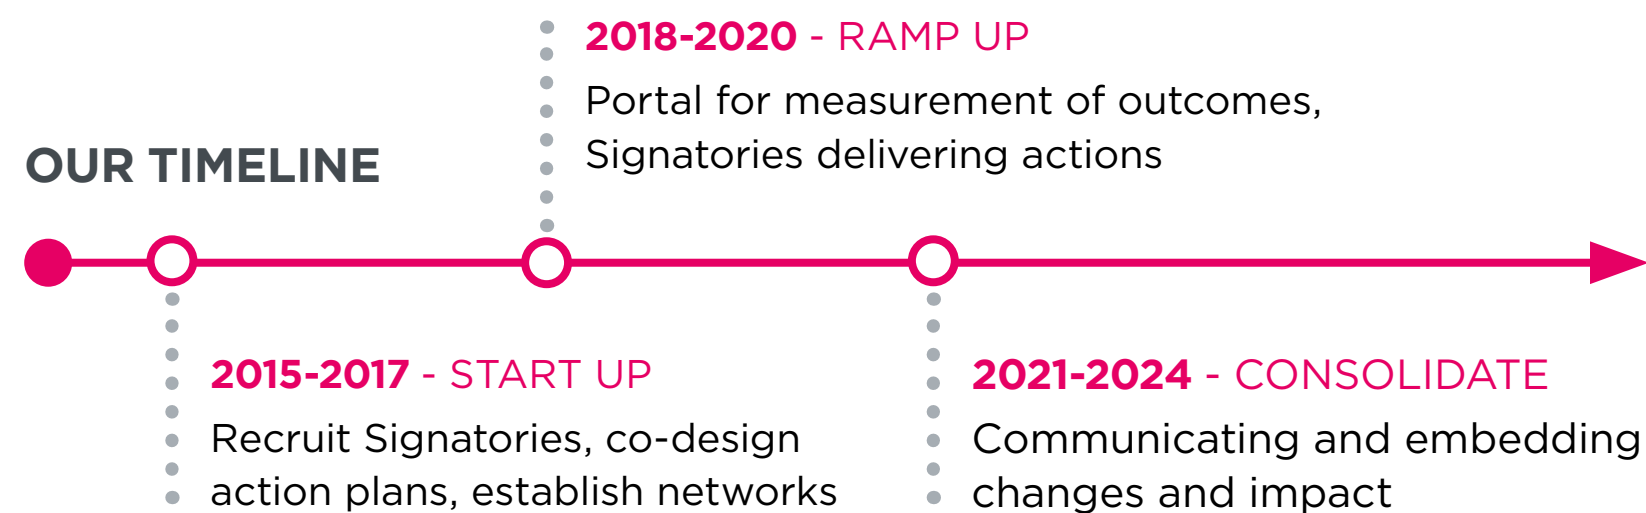 OUR TIMELINE
2018-2020 - RAMP UP
Portal for measurement of outcomes,
Signatories delivering actions
2015-2017 - START UP
Recruit Signatories, co-design
action plans, establish networks
2021-2024 - CONSOLIDATE
Communicating and embedding
changes and impact